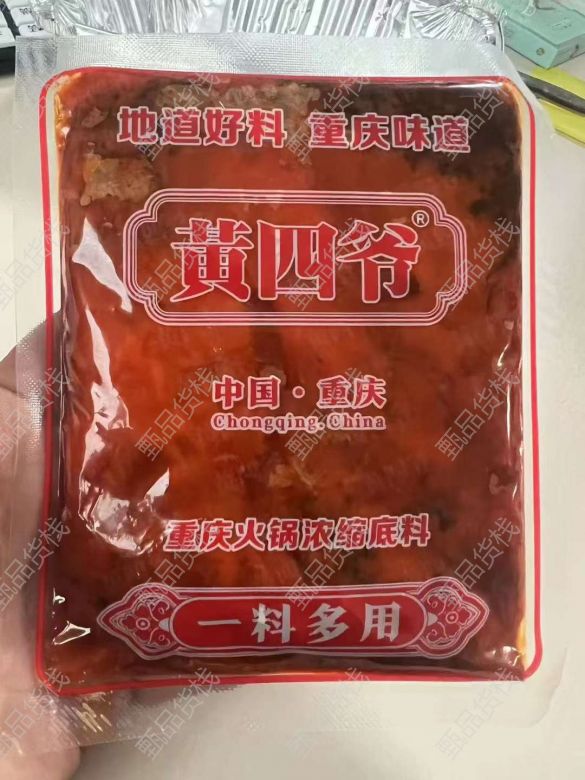 地道好料 重庆味道
黄四爷®
中国·重庆
Chongqing.China
重庆火锅浓缩底料
一料多用
甄品货栈